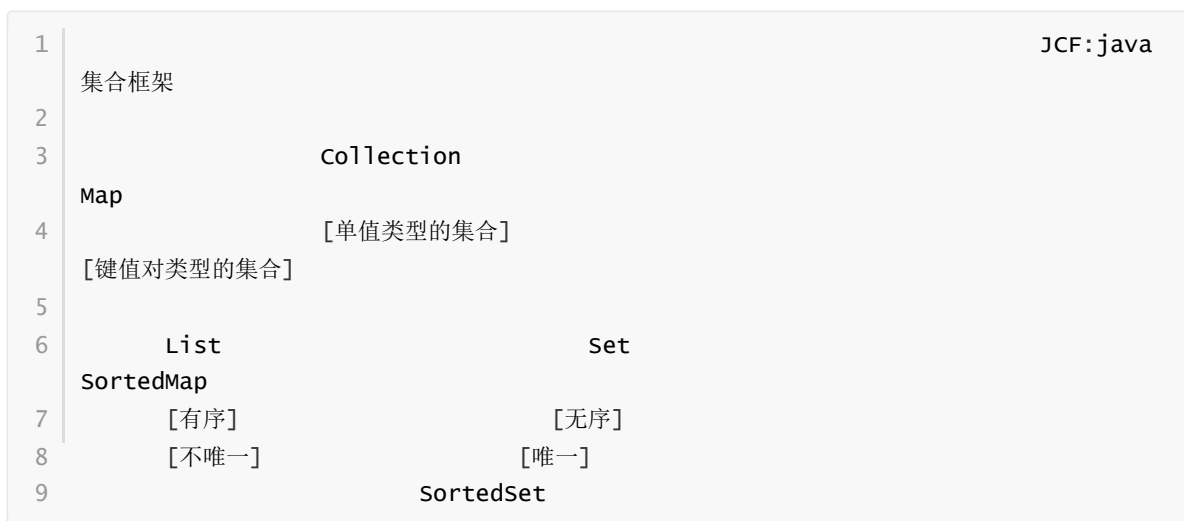 1 JCF:java
集合框架
2
3 Collection
Map
4 [单值类型的集合]
[键值对类型的集合]
5
6 List Set
SortedMap
7 [有序] [无序]
8 [不唯一] [唯一]
9 SortedSet